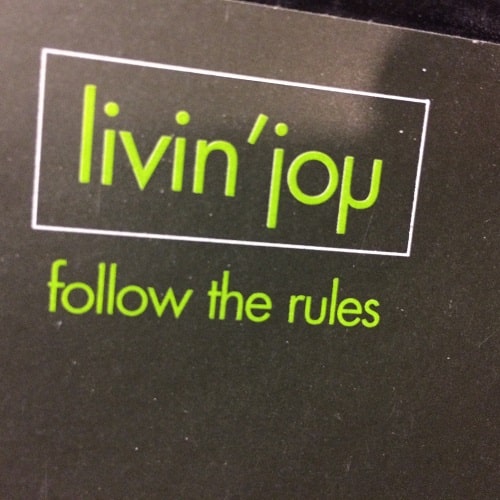 livin' joy
follow the rules